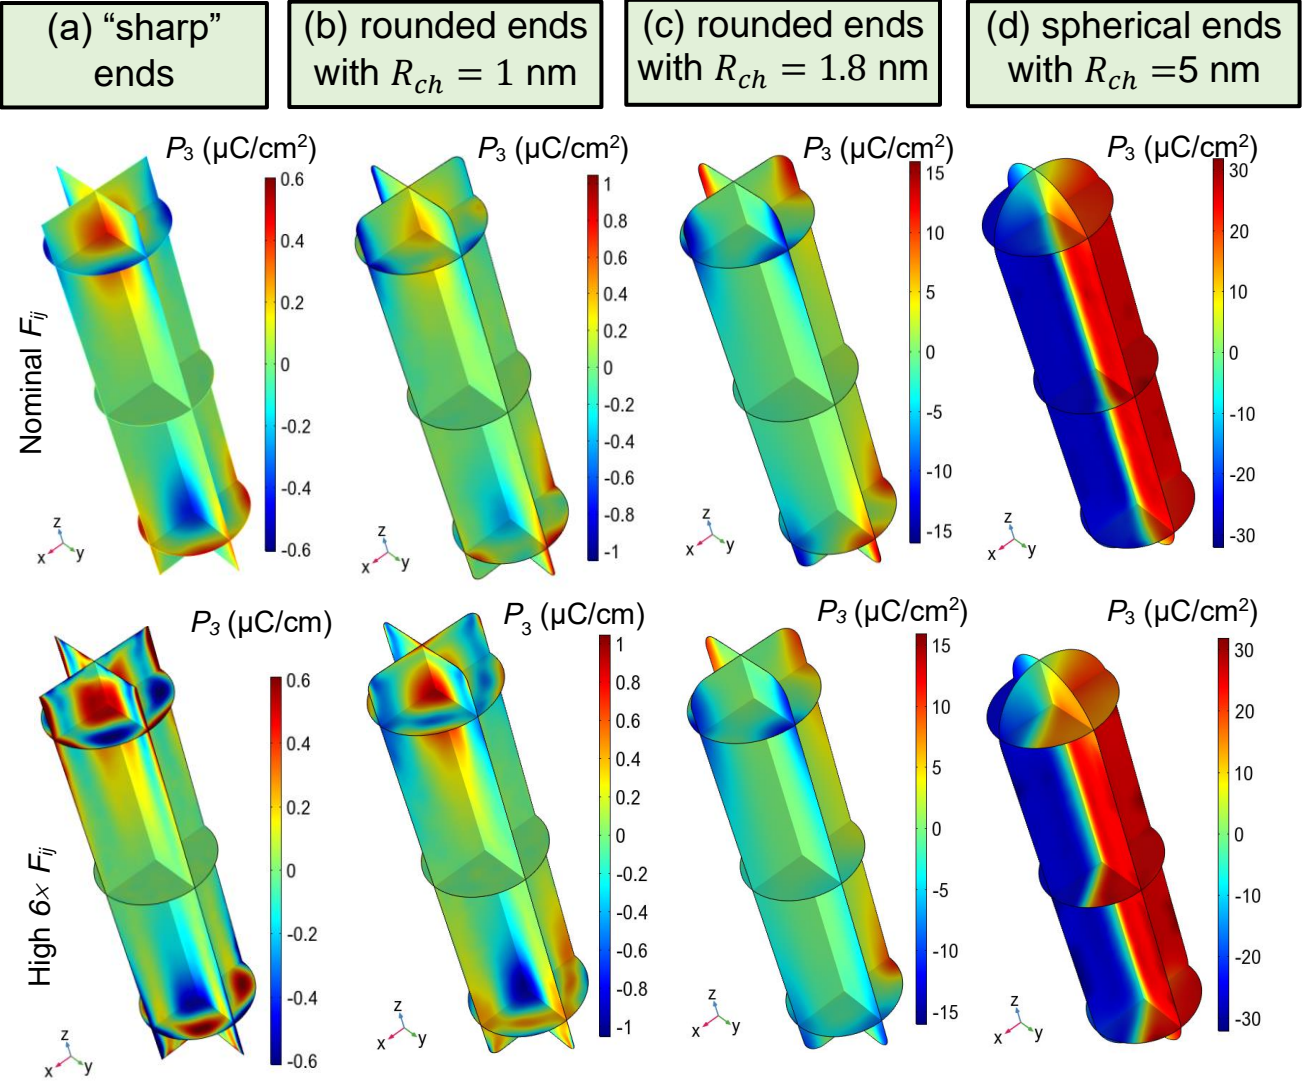 (a) “sharp”
ends
(b) rounded ends
with R_ch = 1 nm
(c) rounded ends
with R_ch = 1.8 nm
(d) spherical ends
with R_ch =5 nm
Nominal F_ij
P₃ (µC/cm²)
0.6
0.4
0.2
0
-0.2
-0.4
-0.6
z
x
y
P₃ (µC/cm²)
1
0.8
0.6
0.4
0.2
0
-0.2
-0.4
-0.6
-0.8
-1
z
x
y
P₃ (µC/cm²)
15
10
5
0
-5
-10
-15
z
x
y
P₃ (µC/cm²)
30
20
10
0
-10
-20
-30
z
x
y
High 6× F_ij
P₃ (µC/cm)
0.6
0.4
0.2
0
-0.2
-0.4
-0.6
z
x
y
P₃ (µC/cm)
1
0.8
0.6
0.4
0.2
0
-0.2
-0.4
-0.6
-0.8
-1
z
x
y
P₃ (µC/cm²)
15
10
5
0
-5
-10
-15
z
x
y
P₃ (µC/cm²)
30
20
10
0
-10
-20
-30
z
x
y